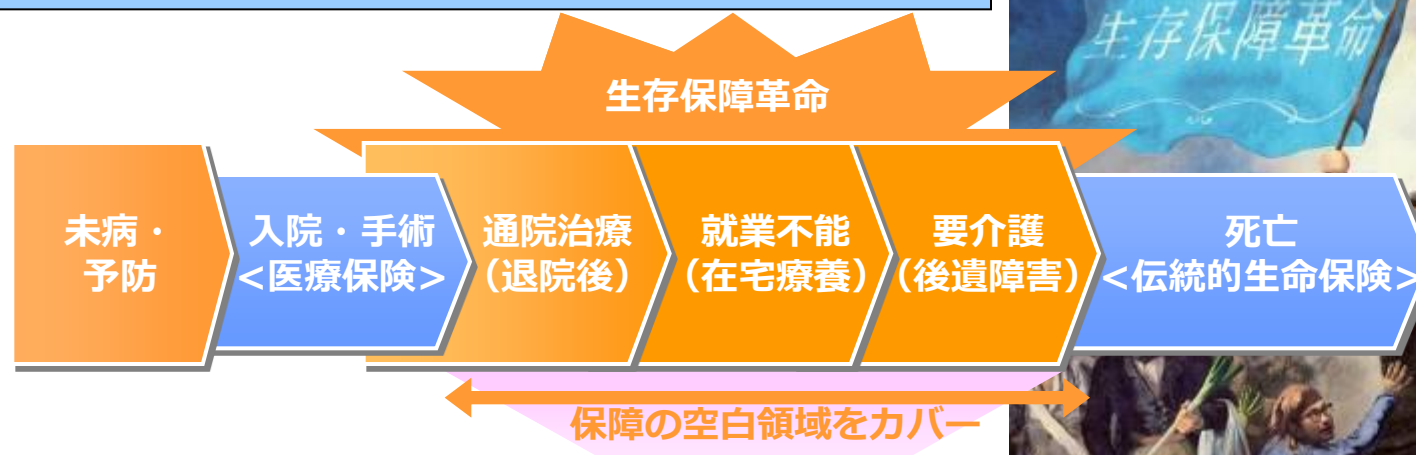 生存保障革命
生存保障革命
未病・
予防
入院・手術
<医療保険>
通院治療
（退院後）
就業不能
（在宅療養）
要介護
（後遺障害）
死亡
<伝統的生命保険>
保障の空白領域をカバー